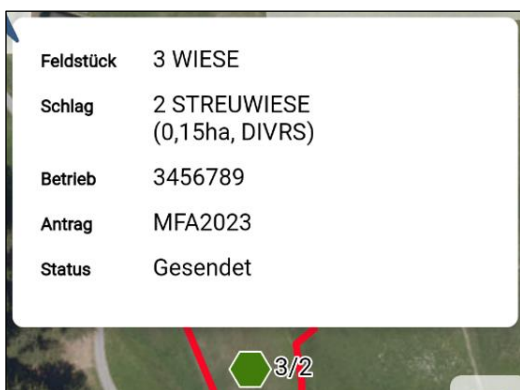 Feldstück 3 WIESE
Schlag 2 STREUWIESE
(0,15ha, DIVRS)
Betrieb 3456789
Antrag MFA2023
Status Gesendet
3/2